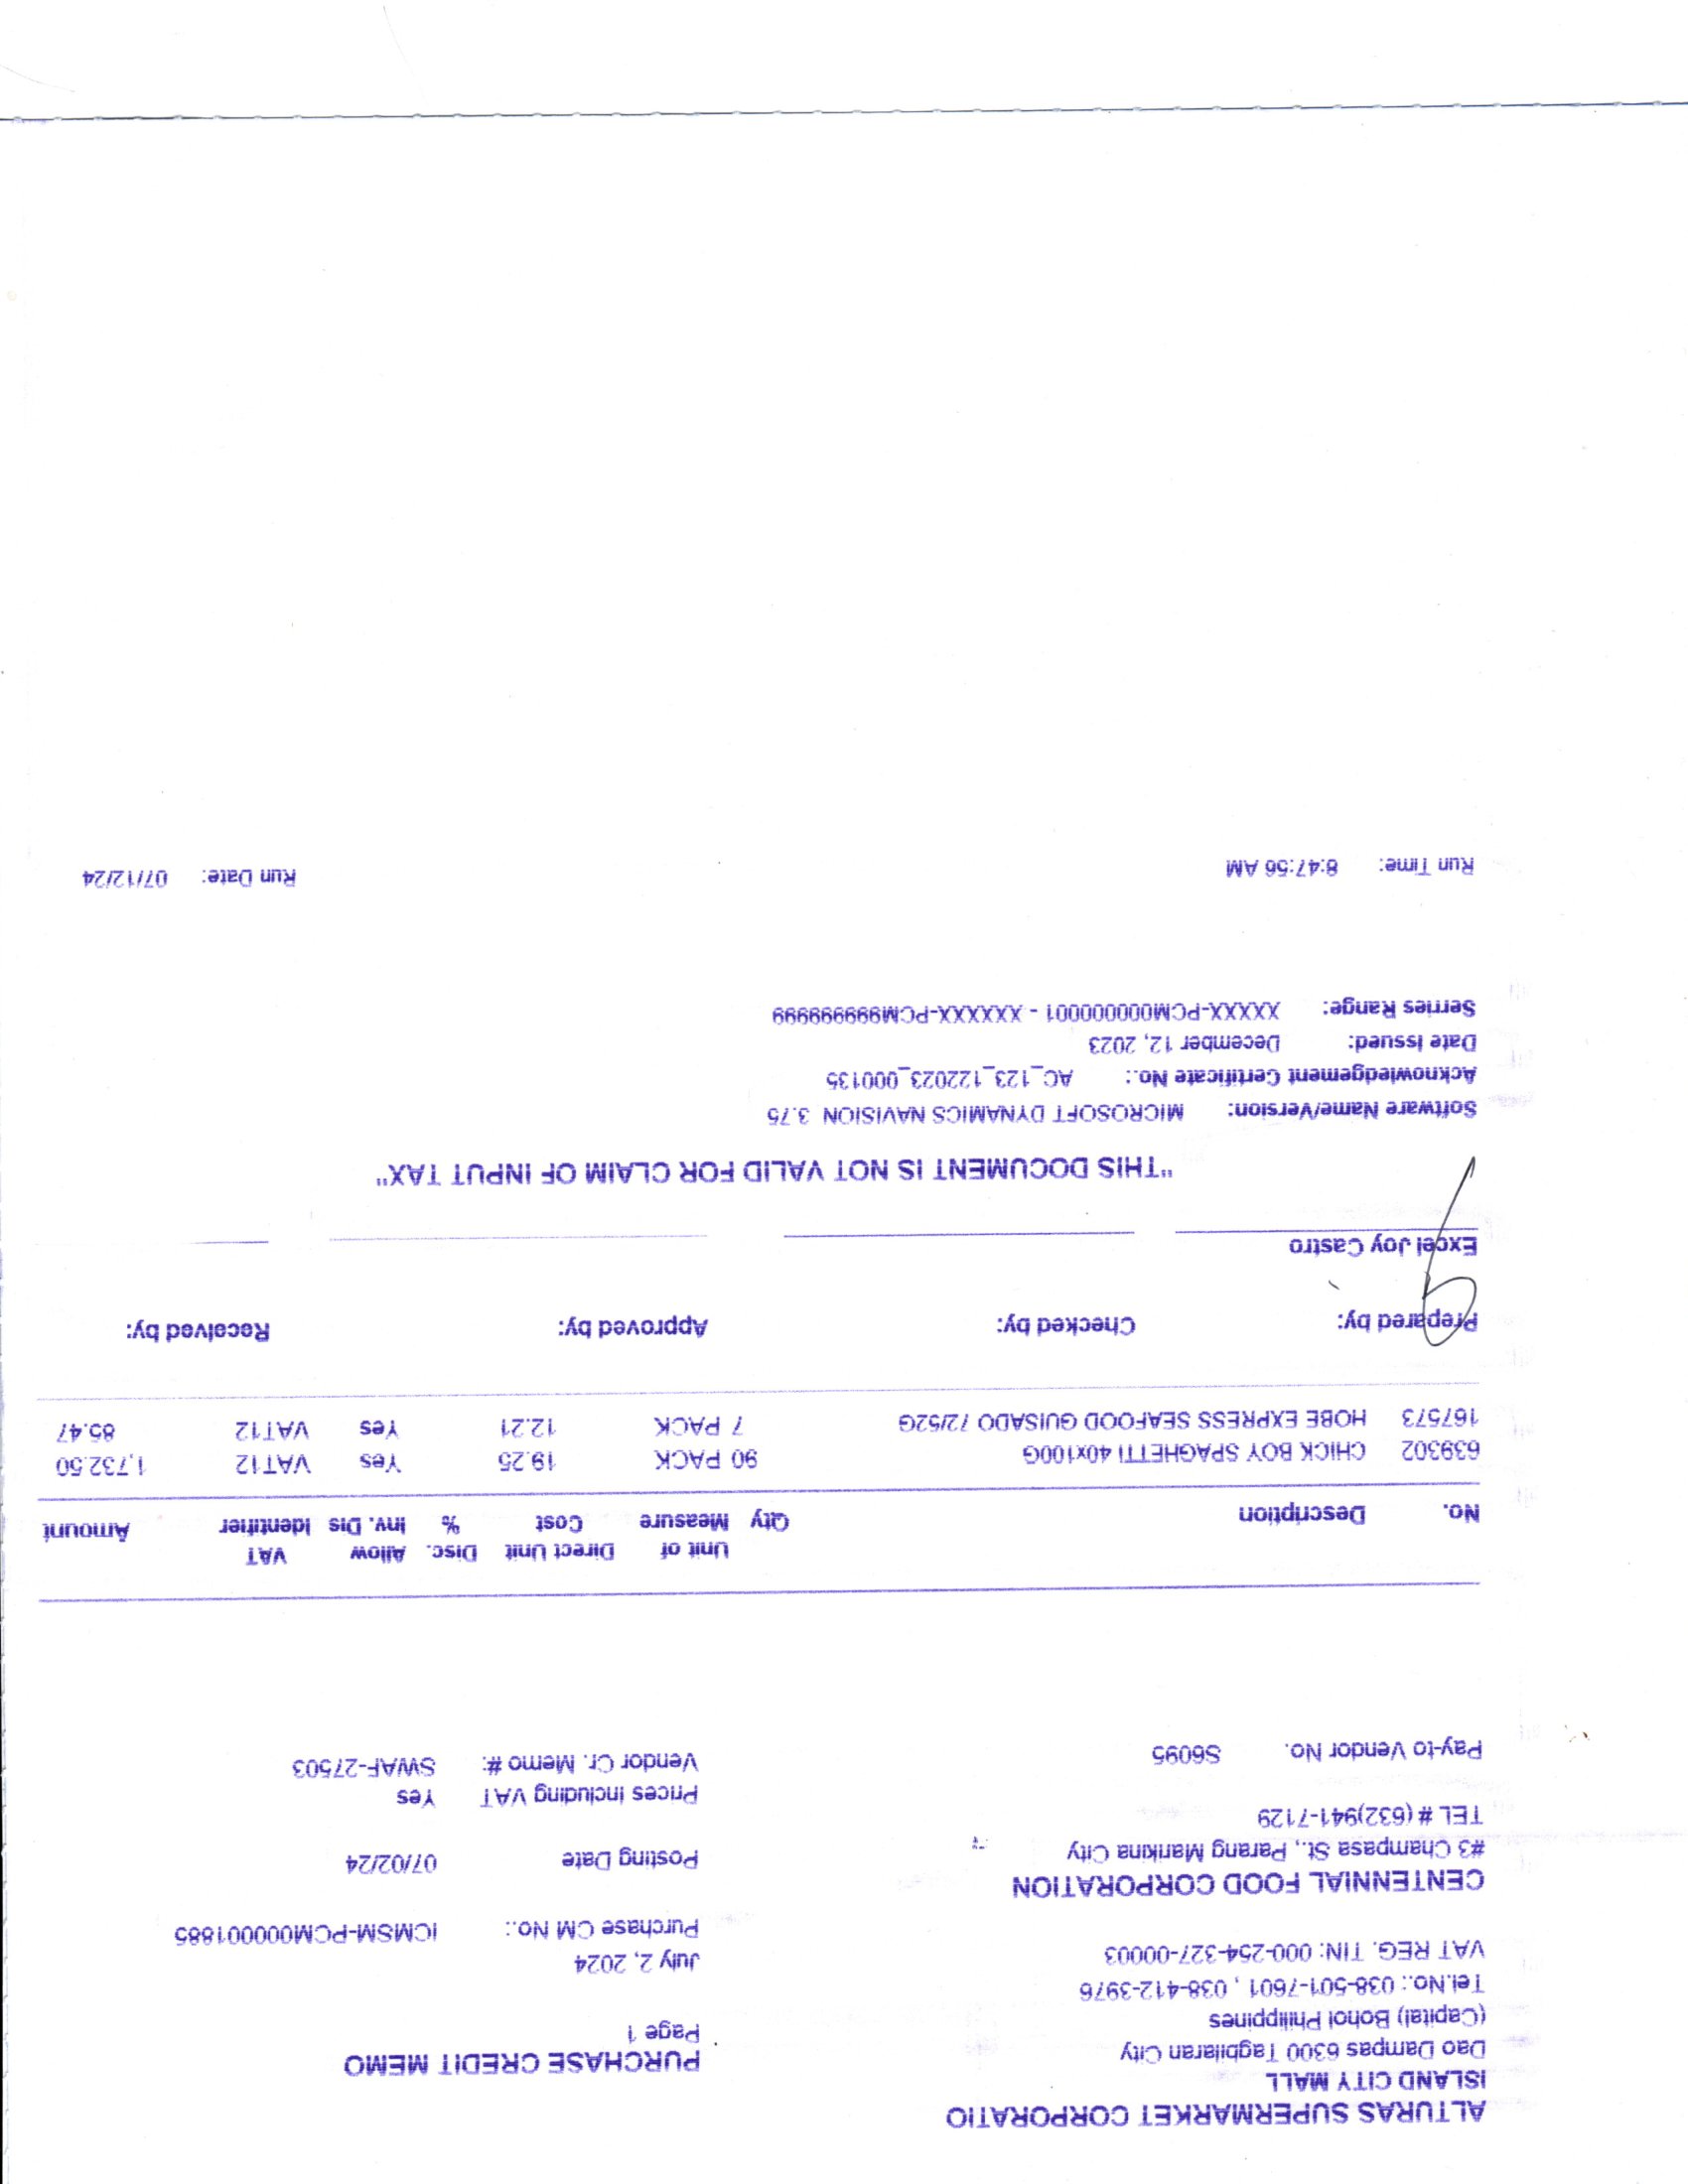 ALTURAS SUPERMARKET CORPORATIO
ISLAND CITY MALL
Dao Dampas 6300 Tagbilaran City
(Capital) Bohol Philippines
Tel.No.: 038-501-7601 , 038-412-3976
VAT REG. TIN: 000-254-327-00003
PURCHASE CREDIT MEMO
Page 1
July 2, 2024
Purchase CM No.: ICMSM-PCM000001885
CENTENNIAL FOOD CORPORATION
#3 Champasa St., Parang Marikina City
TEL # (632)941-7129
Posting Date 07/02/24
Prices Including VAT Yes
Pay-to Vendor No. S6095
Vendor Cr. Memo #: SWAF-27503
No. Description Qty Unit of Measure Direct Unit Cost Disc. % Allow Inv. Dis VAT Identifier Amount
639302 CHICK BOY SPAGHETTI 40x100G 90 PACK 19.25 Yes VAT12 1,732.50
167573 HOBE EXPRESS SEAFOOD GUISADO 72/52G 7 PACK 12.21 Yes VAT12 85.47
Prepared by: Checked by: Approved by: Received by:
Excel Joy Castro
"THIS DOCUMENT IS NOT VALID FOR CLAIM OF INPUT TAX"
Software Name/Version: MICROSOFT DYNAMICS NAVISION 3.75
Acknowledgement Certificate No.: AC_123_122023_000135
Date Issued: December 12, 2023
Serries Range: XXXXX-PCM000000001 - XXXXXX-PCM999999999
Run Time: 8:47:56 AM Run Date: 07/12/24